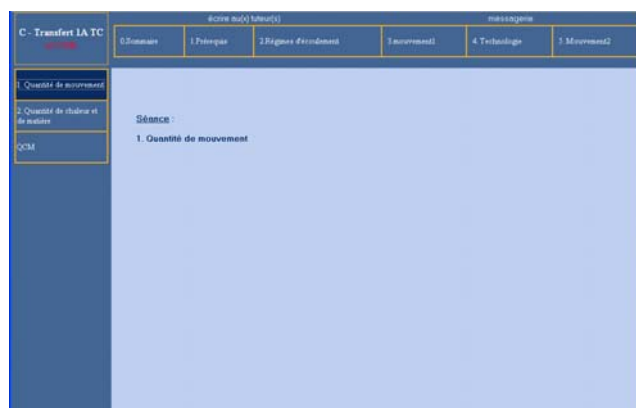 écrire au(x) tuteur(s)
messagerie
C - Transfert 1A TC
0.Sommaire
1.Prérequis
2.Régimes d'écoulement
3.mouvement1
4. Technologie
5. Mouvement2
1. Quantité de mouvement
2. Quantité de chaleur et
de matière
QCM
Séance :
1. Quantité de mouvement